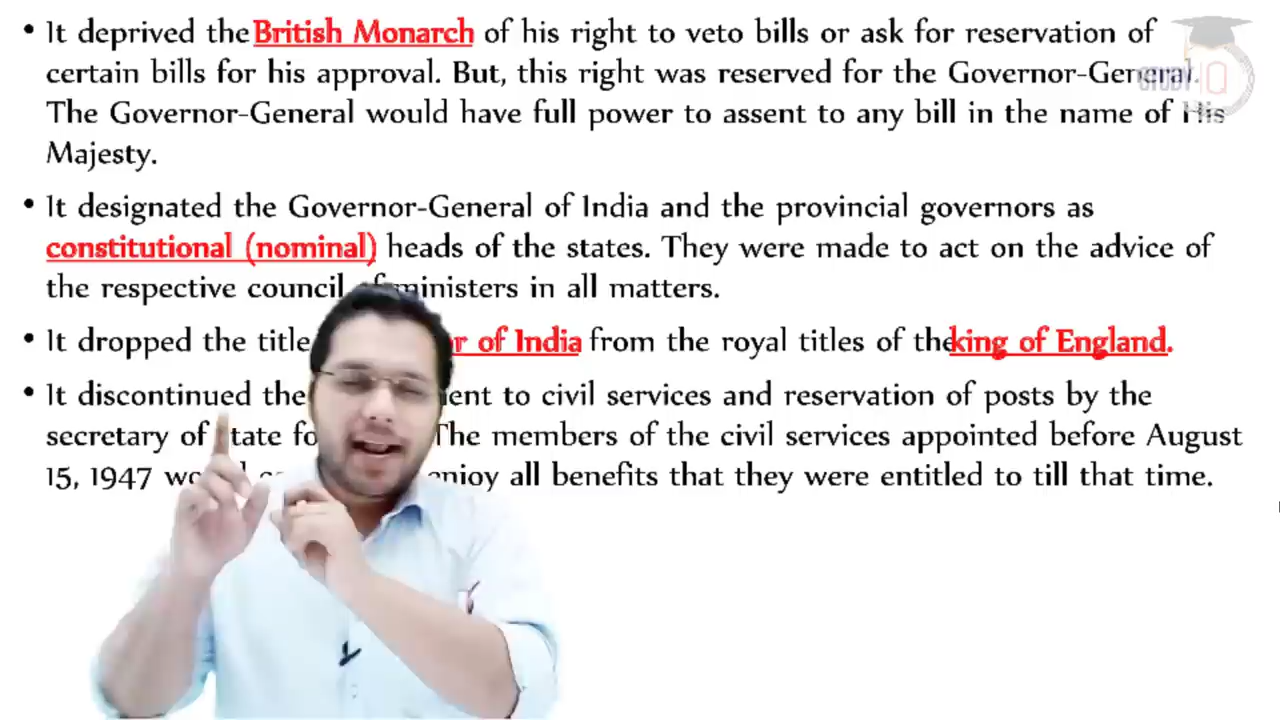 • It deprived the British Monarch of his right to veto bills or ask for reservation of
certain bills for his approval. But, this right was reserved for the Governor-General.
The Governor-General would have full power to assent to any bill in the name of His
Majesty.
• It designated the Governor-General of India and the provincial governors as
constitutional (nominal) heads of the states. They were made to act on the advice of
the respective council of ministers in all matters.
• It dropped the title of India from the royal titles of the king of England.
• It discontinued the to civil services and reservation of posts by the
secretary of state The members of the civil services appointed before August
15, 1947 enjoy all benefits that they were entitled to till that time.
STUDY IQ